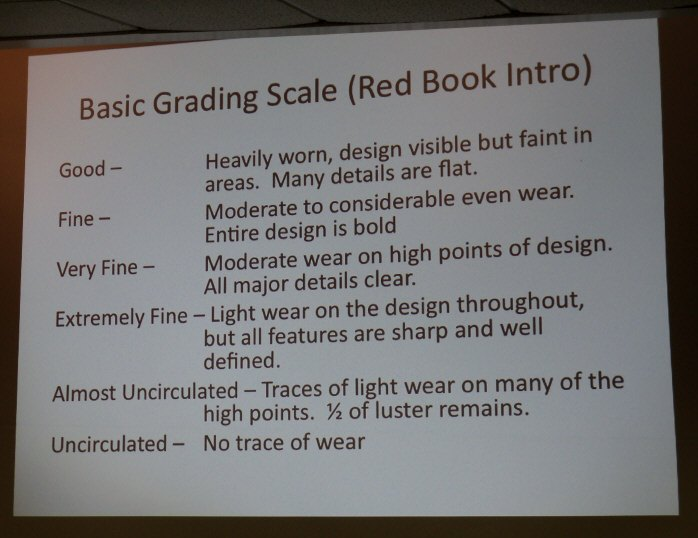 Basic Grading Scale (Red Book Intro)
Good – Heavily worn, design visible but faint in
areas. Many details are flat.
Fine – Moderate to considerable even wear.
Entire design is bold
Very Fine – Moderate wear on high points of design.
All major details clear.
Extremely Fine – Light wear on the design throughout,
but all features are sharp and well
defined.
Almost Uncirculated – Traces of light wear on many of the
high points. ½ of luster remains.
Uncirculated – No trace of wear